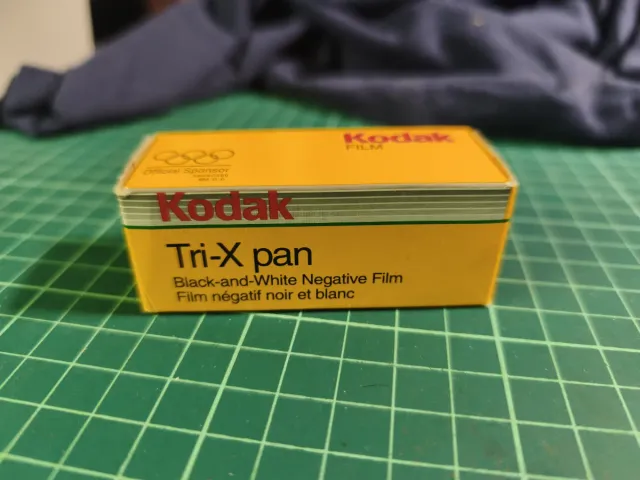 Kodak
FILM
Official Sponsor
Kodak
Tri-X pan
Black-and-White Negative Film
Film négatif noir et blanc